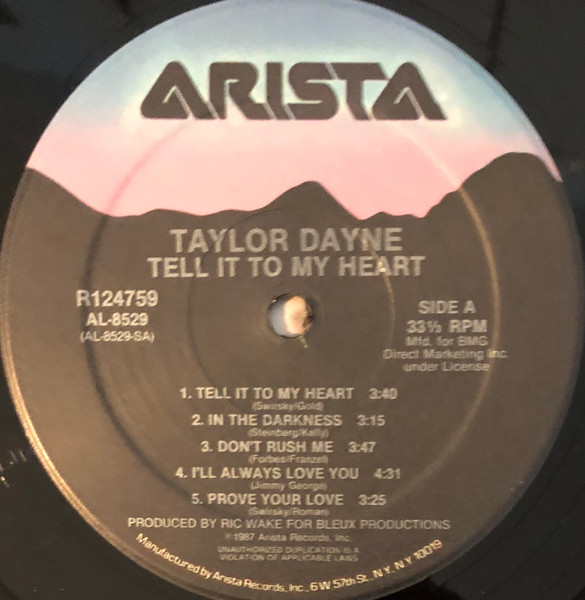 ARISTA
TAYLOR DAYNE
TELL IT TO MY HEART
R124759
AL-8529
(AL-8529-SA)
SIDE A
33⅓ RPM
Mfd. for BMG
Direct Marketing Inc.
under License
1. TELL IT TO MY HEART 3:40
(Swirsky/Gold)
2. IN THE DARKNESS 3:15
(Steinberg/Kelly)
3. DON'T RUSH ME 3:47
(Forbes/Franzel)
4. I'LL ALWAYS LOVE YOU 4:31
(Jimmy George)
5. PROVE YOUR LOVE 3:25
(Swirsky/Roman)
PRODUCED BY RIC WAKE FOR BLEUX PRODUCTIONS
℗1987 Arista Records, Inc.
UNAUTHORIZED DUPLICATION IS A
VIOLATION OF APPLICABLE LAWS
Manufactured by Arista Records, Inc., 6 W 57th St., N.Y. N.Y. 10019